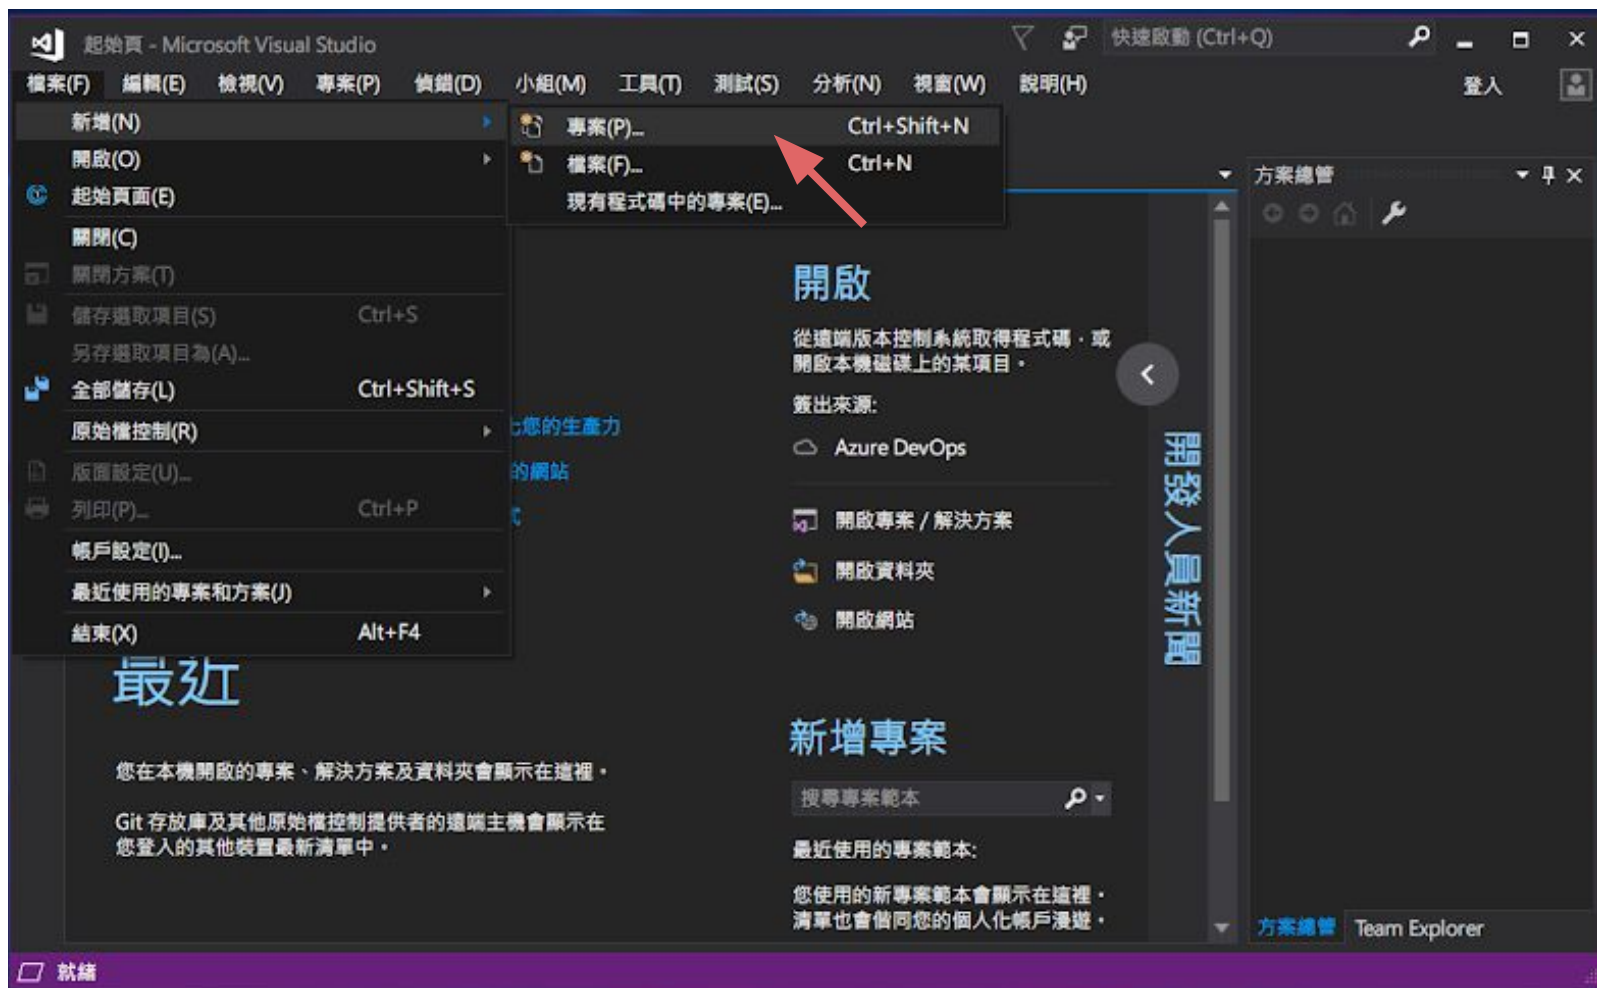 起始頁 - Microsoft Visual Studio
快速啟動 (Ctrl+Q)
檔案(F) 編輯(E) 檢視(V) 專案(P) 偵錯(D) 小組(M) 工具(T) 測試(S) 分析(N) 視窗(W) 說明(H)
登入
新增(N)
開啟(O)
起始頁面(E)
關閉(C)
關閉方案(T)
儲存選取項目(S) Ctrl+S
另存選取項目為(A)...
全部儲存(L) Ctrl+Shift+S
原始檔控制(R)
版面設定(U)...
列印(P)... Ctrl+P
帳戶設定(I)...
最近使用的專案和方案(J)
結束(X) Alt+F4
專案(P)... Ctrl+Shift+N
檔案(F)... Ctrl+N
現有程式碼中的專案(E)...
您的生產力
的網站
最近
您在本機開啟的專案、解決方案及資料夾會顯示在這裡。
Git 存放庫及其他原始檔控制提供者的遠端主機會顯示在
您登入的其他裝置最新清單中。
開啟
從遠端版本控制系統取得程式碼，或
開啟本機磁碟上的某項目。
簽出來源:
Azure DevOps
開啟專案 / 解決方案
開啟資料夾
開啟網站
新增專案
搜尋專案範本
最近使用的專案範本:
您使用的新專案範本會顯示在這裡。
清單也會偕同您的個人化帳戶漫遊。
開發人員新聞
方案總管
方案總管 Team Explorer
就緒